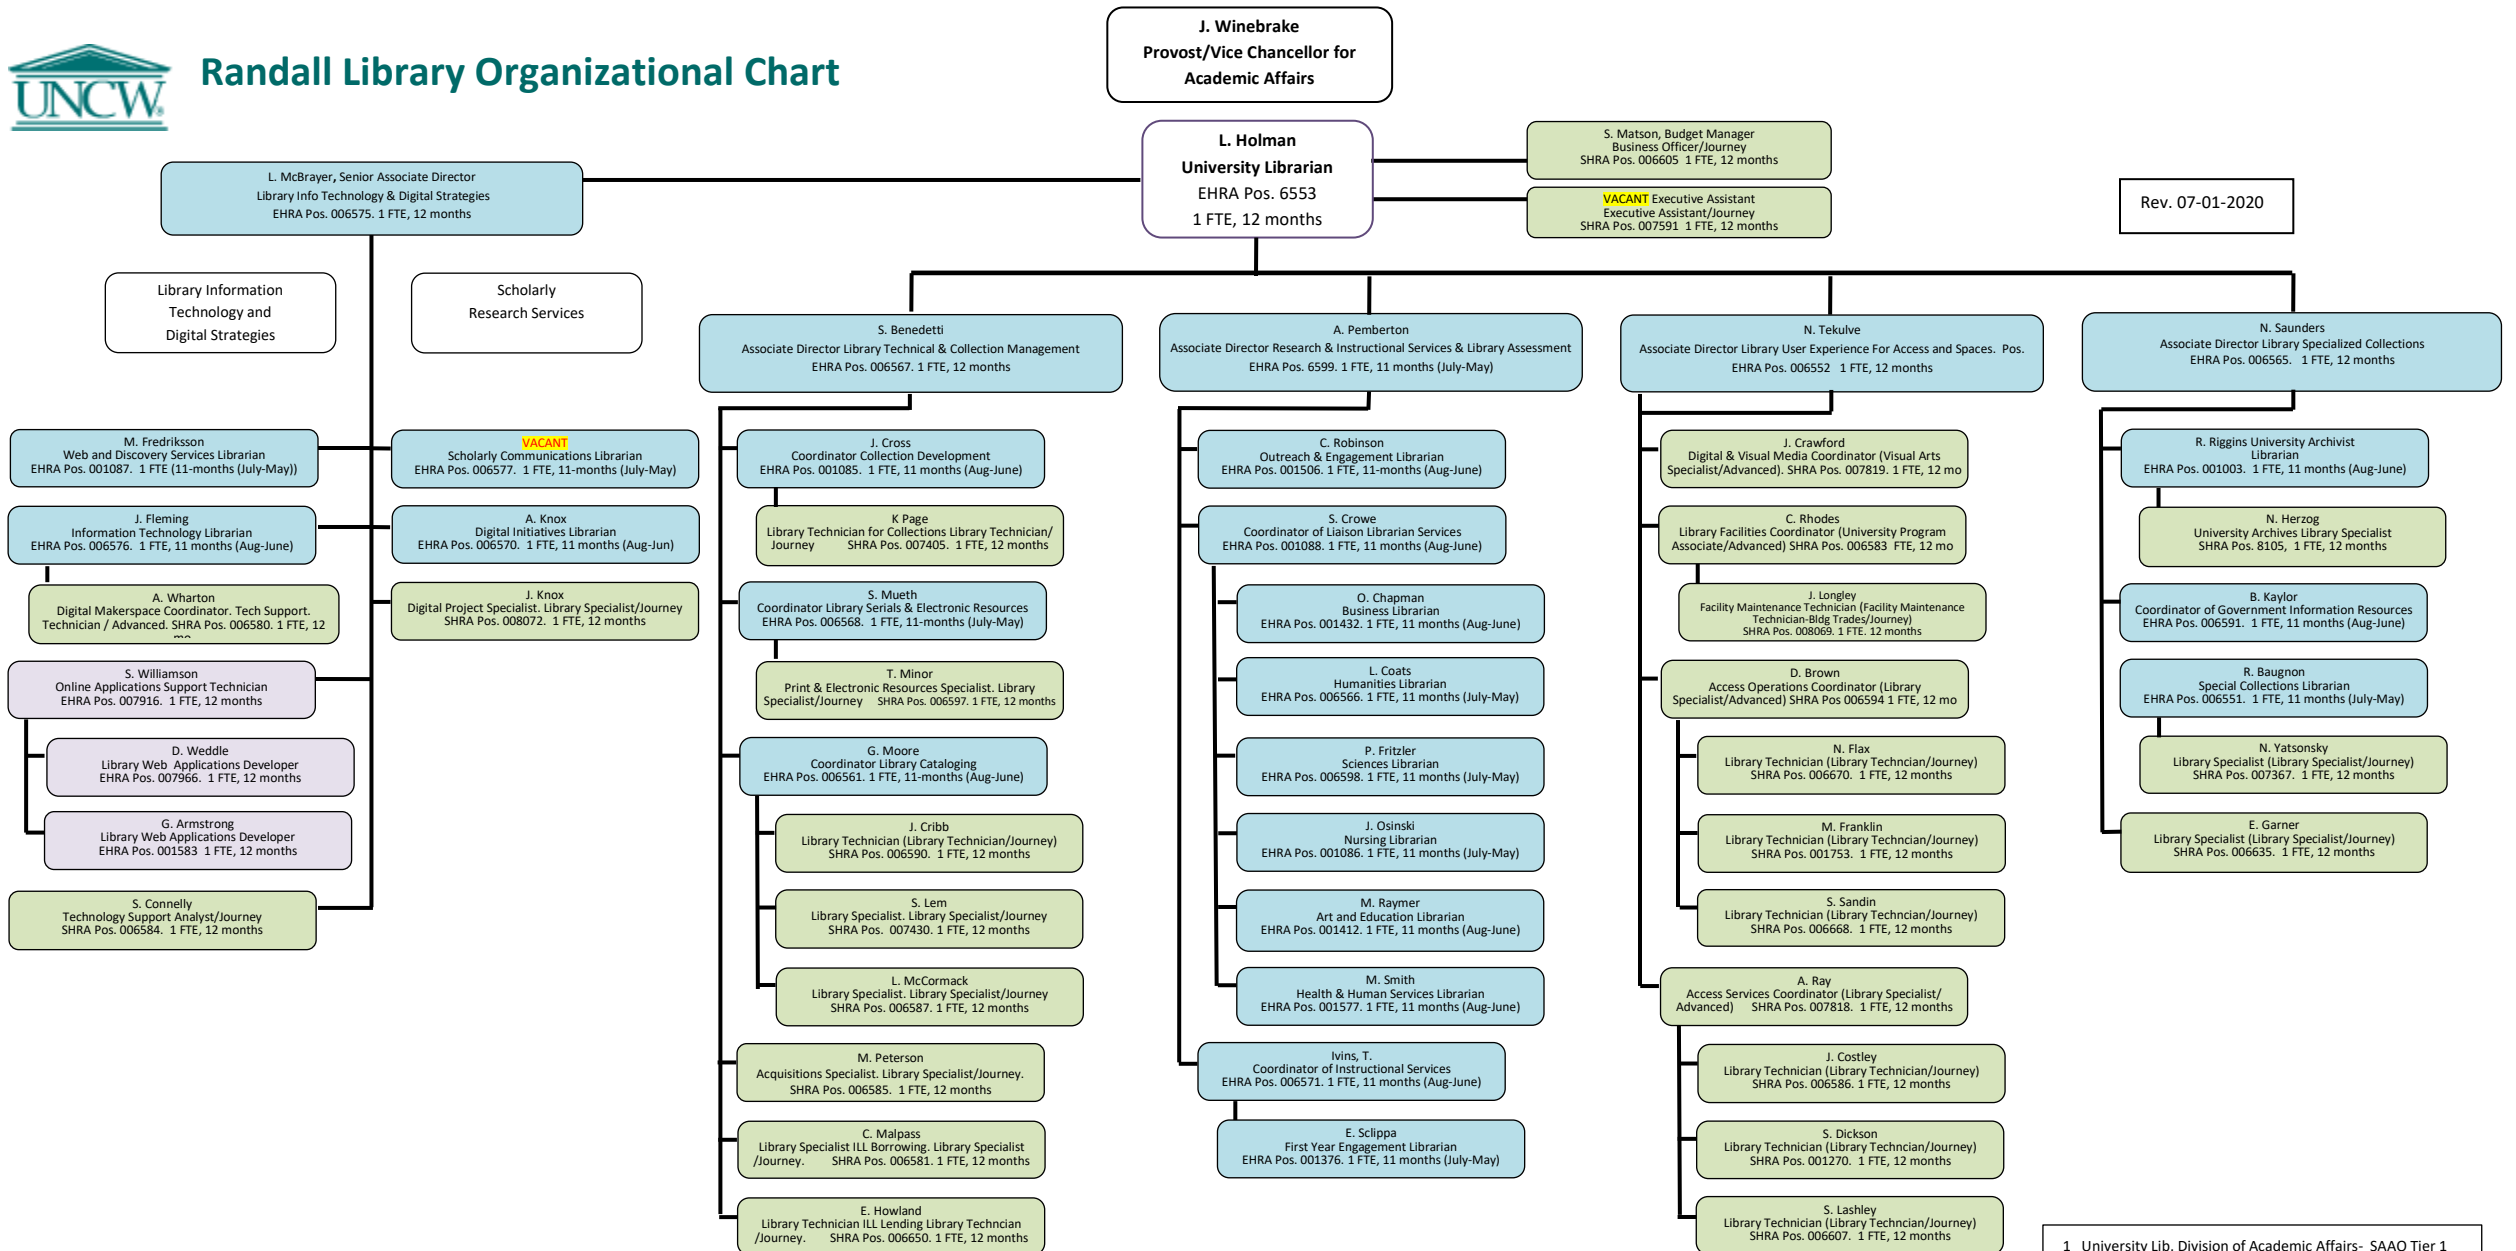 J. Winebrake
Provost/Vice Chancellor for
Academic Affairs
UNCW®
Randall Library Organizational Chart
L. Holman
University Librarian
EHRA Pos. 6553
1 FTE, 12 months
S. Matson, Budget Manager
Business Officer/Journey
SHRA Pos. 006605 1 FTE, 12 months
VACANT Executive Assistant
Executive Assistant/Journey
SHRA Pos. 007591 1 FTE, 12 months
Rev. 07-01-2020
L. McBrayer, Senior Associate Director
Library Info Technology & Digital Strategies
EHRA Pos. 006575. 1 FTE, 12 months
Library Information
Technology and
Digital Strategies
Scholarly
Research Services
M. Fredriksson
Web and Discovery Services Librarian
EHRA Pos. 001087. 1 FTE (11-months (July-May))
J. Fleming
Information Technology Librarian
EHRA Pos. 006576. 1 FTE, 11 months (Aug-June)
A. Wharton
Digital Makerspace Coordinator. Tech Support.
Technician / Advanced. SHRA Pos. 006580. 1 FTE, 12
S. Williamson
Online Applications Support Technician
EHRA Pos. 007916. 1 FTE, 12 months
D. Weddle
Library Web Applications Developer
EHRA Pos. 007966. 1 FTE, 12 months
G. Armstrong
Library Web Applications Developer
EHRA Pos. 001583 1 FTE, 12 months
S. Connelly
Technology Support Analyst/Journey
SHRA Pos. 006584. 1 FTE, 12 months
VACANT
Scholarly Communications Librarian
EHRA Pos. 006577. 1 FTE, 11-months (July-May)
A. Knox
Digital Initiatives Librarian
EHRA Pos. 006570. 1 FTE, 11 months (Aug-Jun)
J. Knox
Digital Project Specialist. Library Specialist/Journey
SHRA Pos. 008072. 1 FTE, 12 months
S. Benedetti
Associate Director Library Technical & Collection Management
EHRA Pos. 006567. 1 FTE, 12 months
J. Cross
Coordinator Collection Development
EHRA Pos. 001085. 1 FTE, 11 months (Aug-June)
K Page
Library Technician for Collections Library Technician/
Journey SHRA Pos. 007405. 1 FTE, 12 months
S. Mueth
Coordinator Library Serials & Electronic Resources
EHRA Pos. 006568. 1 FTE, 11-months (July-May)
T. Minor
Print & Electronic Resources Specialist. Library
Specialist/Journey SHRA Pos. 006597. 1 FTE, 12 months
G. Moore
Coordinator Library Cataloging
EHRA Pos. 006561. 1 FTE, 11-months (Aug-June)
J. Cribb
Library Technician (Library Technician/Journey)
SHRA Pos. 006590. 1 FTE, 12 months
S. Lem
Library Specialist. Library Specialist/Journey
SHRA Pos. 007430. 1 FTE, 12 months
L. McCormack
Library Specialist. Library Specialist/Journey
SHRA Pos. 006587. 1 FTE, 12 months
M. Peterson
Acquisitions Specialist. Library Specialist/Journey.
SHRA Pos. 006585. 1 FTE, 12 months
C. Malpass
Library Specialist ILL Borrowing. Library Specialist
/Journey. SHRA Pos. 006581. 1 FTE, 12 months
E. Howland
Library Technician ILL Lending Library Techncian
/Journey. SHRA Pos. 006650. 1 FTE, 12 months
A. Pemberton
Associate Director Research & Instructional Services & Library Assessment
EHRA Pos. 6599. 1 FTE, 11 months (July-May)
C. Robinson
Outreach & Engagement Librarian
EHRA Pos. 001506. 1 FTE, 11-months (Aug-June)
S. Crowe
Coordinator of Liaison Librarian Services
EHRA Pos. 001088. 1 FTE, 11 months (Aug-June)
O. Chapman
Business Librarian
EHRA Pos. 001432. 1 FTE, 11 months (Aug-June)
L. Coats
Humanities Librarian
EHRA Pos. 006566. 1 FTE, 11 months (July-May)
P. Fritzler
Sciences Librarian
EHRA Pos. 006598. 1 FTE, 11 months (July-May)
J. Osinski
Nursing Librarian
EHRA Pos. 001086. 1 FTE, 11 months (July-May)
M. Raymer
Art and Education Librarian
EHRA Pos. 001412. 1 FTE, 11 months (Aug-June)
M. Smith
Health & Human Services Librarian
EHRA Pos. 001577. 1 FTE, 11 months (Aug-June)
Ivins, T.
Coordinator of Instructional Services
EHRA Pos. 006571. 1 FTE, 11 months (Aug-June)
E. Sclippa
First Year Engagement Librarian
EHRA Pos. 001376. 1 FTE, 11 months (July-May)
N. Tekulve
Associate Director Library User Experience For Access and Spaces. Pos.
EHRA Pos. 006552 1 FTE, 12 months
J. Crawford
Digital & Visual Media Coordinator (Visual Arts
Specialist/Advanced). SHRA Pos. 007819. 1 FTE, 12 mo
C. Rhodes
Library Facilities Coordinator (University Program
Associate/Advanced) SHRA Pos. 006583 FTE, 12 mo
J. Longley
Facility Maintenance Technician (Facility Maintenance
Technician-Bldg Trades/Journey)
SHRA Pos. 008069. 1 FTE. 12 months
D. Brown
Access Operations Coordinator (Library
Specialist/Advanced) SHRA Pos 006594 1 FTE, 12 mo
N. Flax
Library Technician (Library Techncian/Journey)
SHRA Pos. 006670. 1 FTE, 12 months
M. Franklin
Library Technician (Library Techncian/Journey)
SHRA Pos. 001753. 1 FTE, 12 months
S. Sandin
Library Technician (Library Techncian/Journey)
SHRA Pos. 006668. 1 FTE, 12 months
A. Ray
Access Services Coordinator (Library Specialist/
Advanced) SHRA Pos. 007818. 1 FTE, 12 months
J. Costley
Library Technician (Library Techncian/Journey)
SHRA Pos. 006586. 1 FTE, 12 months
S. Dickson
Library Technician (Library Techncian/Journey)
SHRA Pos. 001270. 1 FTE, 12 months
S. Lashley
Library Technician (Library Techncian/Journey)
SHRA Pos. 006607. 1 FTE, 12 months
N. Saunders
Associate Director Library Specialized Collections
EHRA Pos. 006565. 1 FTE, 12 months
R. Riggins University Archivist
Librarian
EHRA Pos. 001003. 1 FTE, 11 months (Aug-June)
N. Herzog
University Archives Library Specialist
SHRA Pos. 8105, 1 FTE, 12 months
B. Kaylor
Coordinator of Government Information Resources
EHRA Pos. 006591. 1 FTE, 11 months (Aug-June)
R. Baugnon
Special Collections Librarian
EHRA Pos. 006551. 1 FTE, 11 months (July-May)
N. Yatsonsky
Library Specialist (Library Specialist/Journey)
SHRA Pos. 007367. 1 FTE, 12 months
E. Garner
Library Specialist (Library Specialist/Journey)
SHRA Pos. 006635. 1 FTE, 12 months
1 University Lib. Division of Academic Affairs- SAAO Tier 1